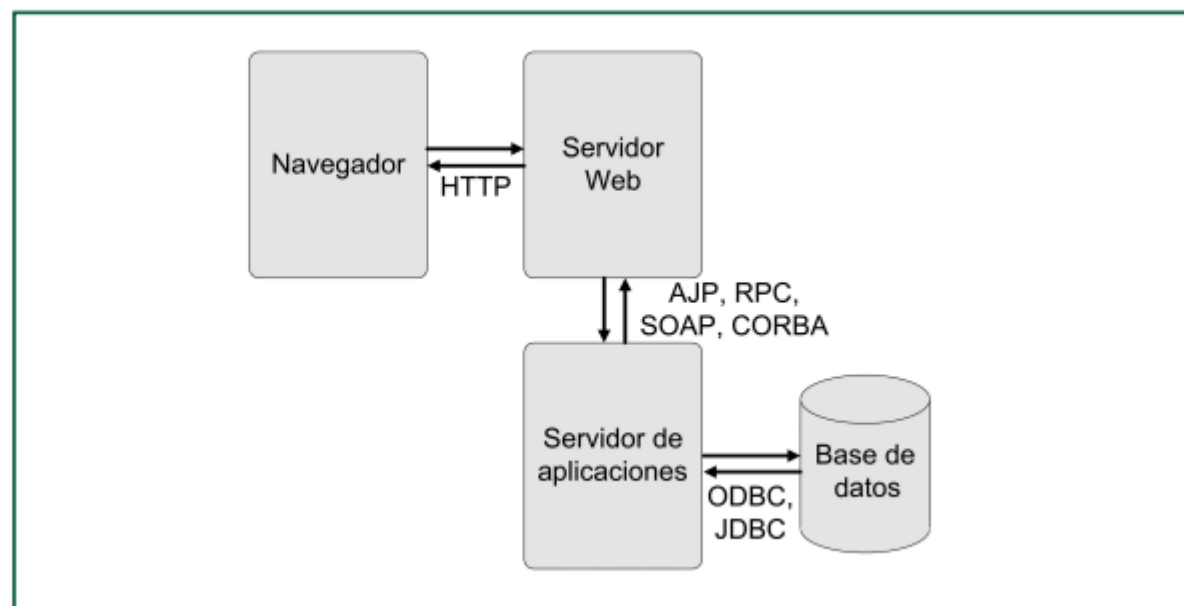 Navegador
HTTP
Servidor
Web
AJP, RPC,
SOAP, CORBA
Servidor de
aplicaciones
ODBC,
JDBC
Base de
datos